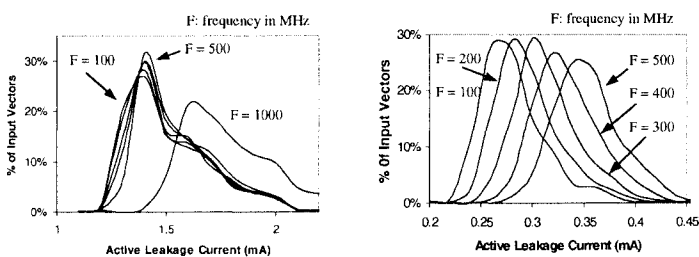 F: frequency in MHz
30%
20%
10%
0%
% Of Input Vectors
F = 100
F = 500
F = 1000
1
1.5
2
Active Leakage Current (mA)
F: frequency in MHz
30%
20%
10%
0%
% Of Input Vectors
F = 200
F = 100
F = 500
F = 400
F = 300
0.2
0.25
0.3
0.35
0.4
0.45
Active Leakage Current (mA)